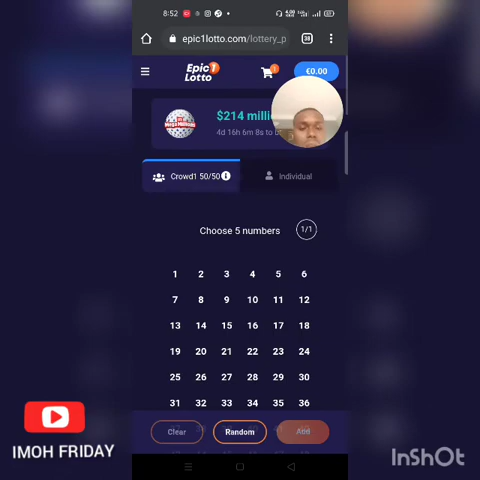 8:52
38
epic1lotto.com/lottery_p
Epic1
Lotto
1
€0.00
$214 milli
4d 16h 6m 8s to b
Crowd1 50/50
Individual
Choose 5 numbers
1/1
1 2 3 4 5 6
7 8 9 10 11 12
13 14 15 16 17 18
19 20 21 22 23 24
25 26 27 28 29 30
31 32 33 34 35 36
Clear
Random
Add
IMOH FRIDAY
InShOt